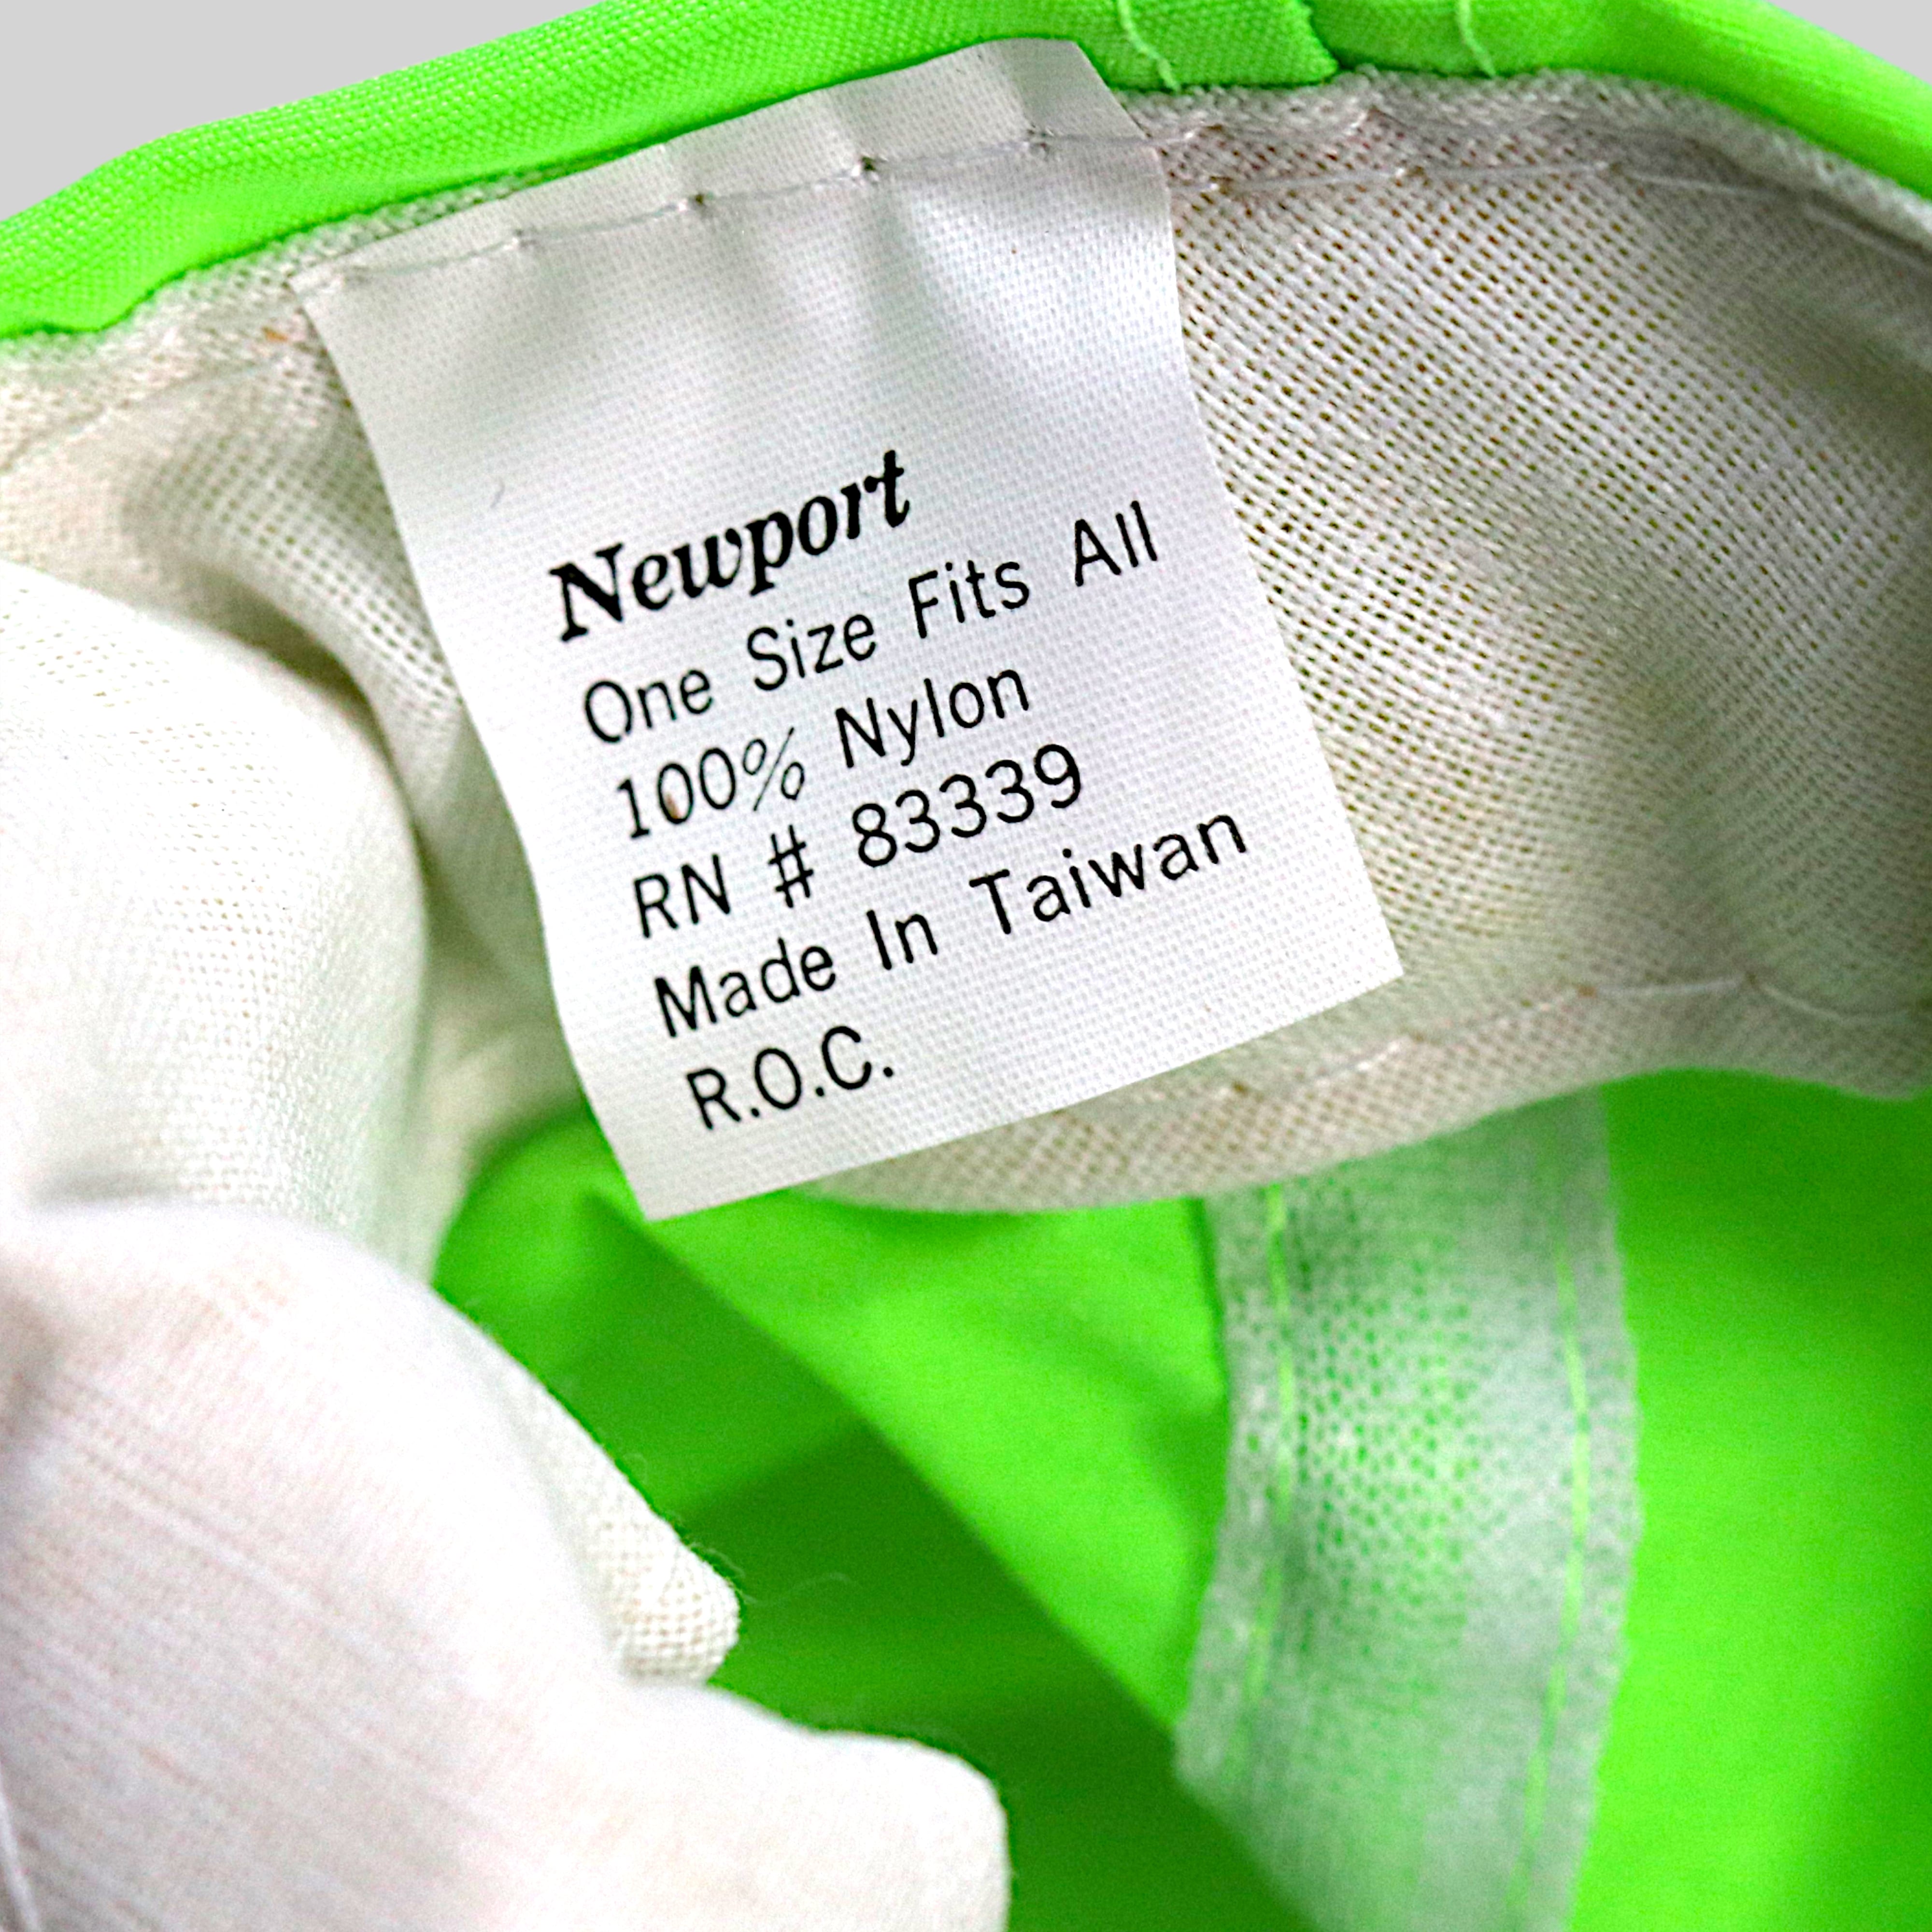 Newport
One Size Fits All
100% Nylon
RN # 83339
Made In Taiwan
R.O.C.